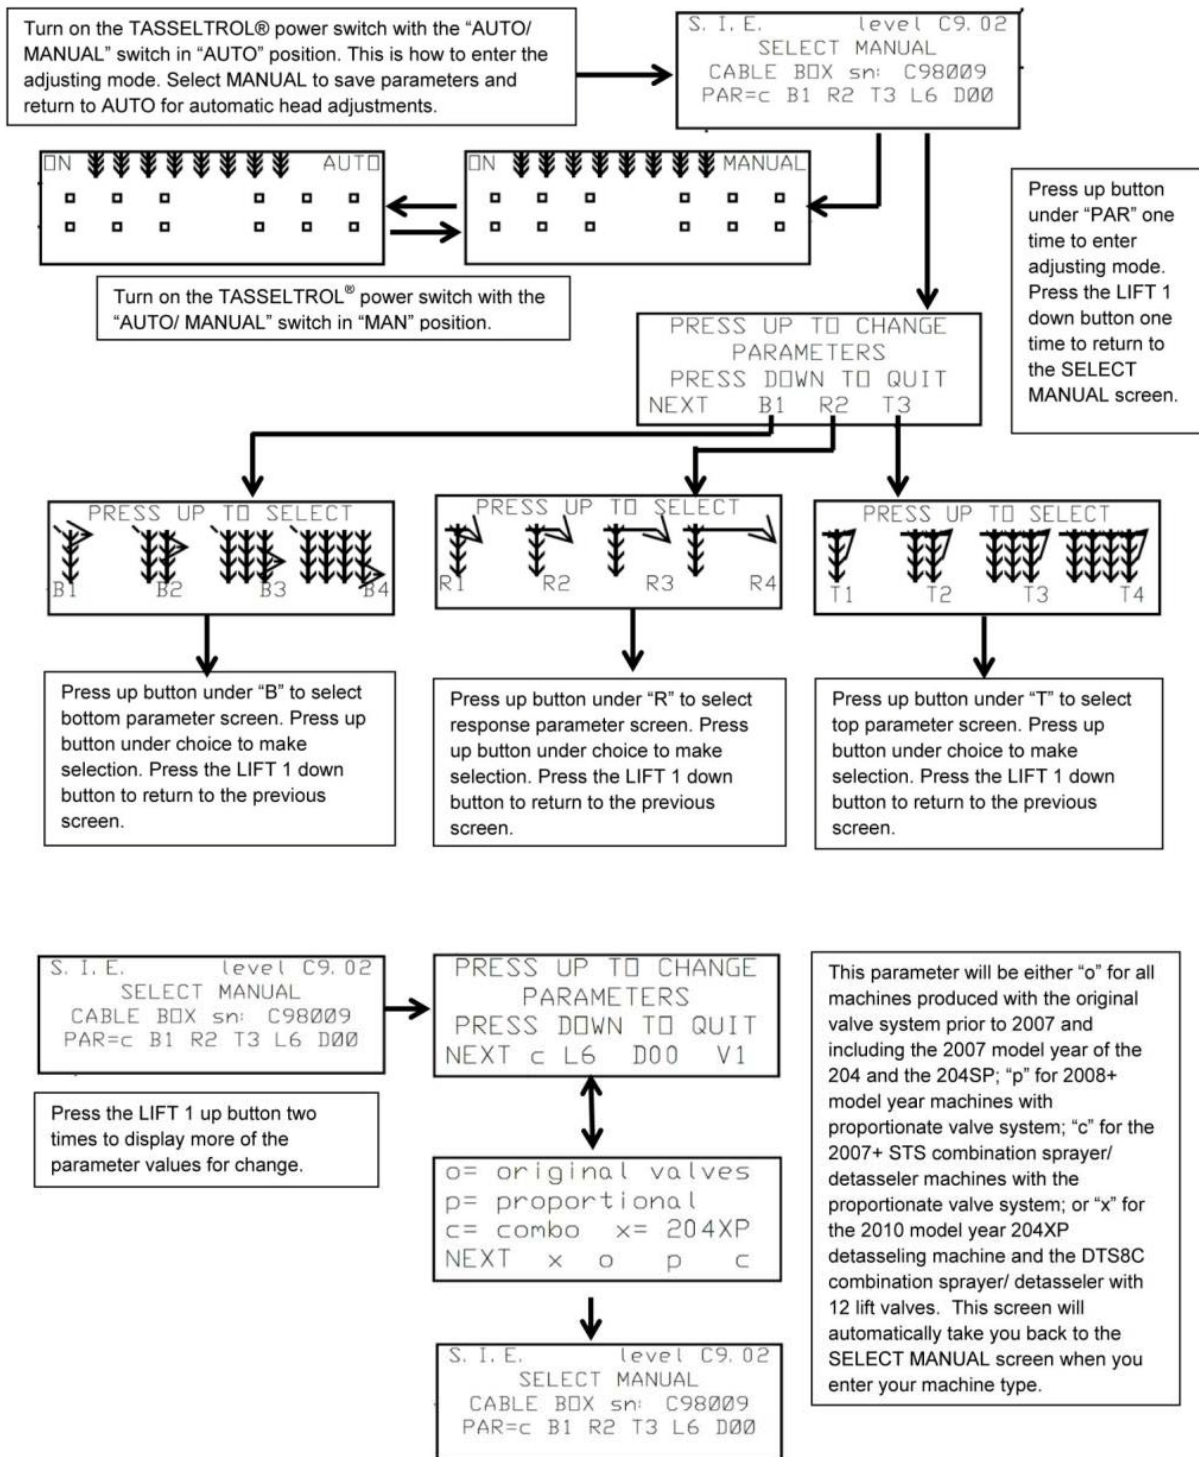 Turn on the TASSELTROL® power switch with the “AUTO/
MANUAL” switch in “AUTO” position. This is how to enter the
adjusting mode. Select MANUAL to save parameters and
return to AUTO for automatic head adjustments.
S. I. E. level C9.02
SELECT MANUAL
CABLE BOX sn: C98009
PAR=c B1 R2 T3 L6 D00
ON AUTO
ON MANUAL
Turn on the TASSELTROL® power switch with the
“AUTO/ MANUAL” switch in “MAN” position.
Press up button
under “PAR” one
time to enter
adjusting mode.
Press the LIFT 1
down button one
time to return to
the SELECT
MANUAL screen.
PRESS UP TO CHANGE
PARAMETERS
PRESS DOWN TO QUIT
NEXT B1 R2 T3
PRESS UP TO SELECT
B1 B2 B3 B4
PRESS UP TO SELECT
R1 R2 R3 R4
PRESS UP TO SELECT
T1 T2 T3 T4
Press up button under “B” to select
bottom parameter screen. Press up
button under choice to make
selection. Press the LIFT 1 down
button to return to the previous
screen.
Press up button under “R” to select
response parameter screen. Press
up button under choice to make
selection. Press the LIFT 1 down
button to return to the previous
screen.
Press up button under “T” to select
top parameter screen. Press up
button under choice to make
selection. Press the LIFT 1 down
button to return to the previous
screen.
S. I. E. level C9.02
SELECT MANUAL
CABLE BOX sn: C98009
PAR=c B1 R2 T3 L6 D00
Press the LIFT 1 up button two
times to display more of the
parameter values for change.
PRESS UP TO CHANGE
PARAMETERS
PRESS DOWN TO QUIT
NEXT c L6 D00 V1
o= original valves
p= proportional
c= combo x= 204XP
NEXT x o p c
S. I. E. level C9.02
SELECT MANUAL
CABLE BOX sn: C98009
PAR=c B1 R2 T3 L6 D00
This parameter will be either “o” for all
machines produced with the original
valve system prior to 2007 and
including the 2007 model year of the
204 and the 204SP; “p” for 2008+
model year machines with
proportionate valve system; “c” for the
2007+ STS combination sprayer/
detasseler machines with the
proportionate valve system; or “x” for
the 2010 model year 204XP
detasseling machine and the DTS8C
combination sprayer/ detasseler with
12 lift valves. This screen will
automatically take you back to the
SELECT MANUAL screen when you
enter your machine type.